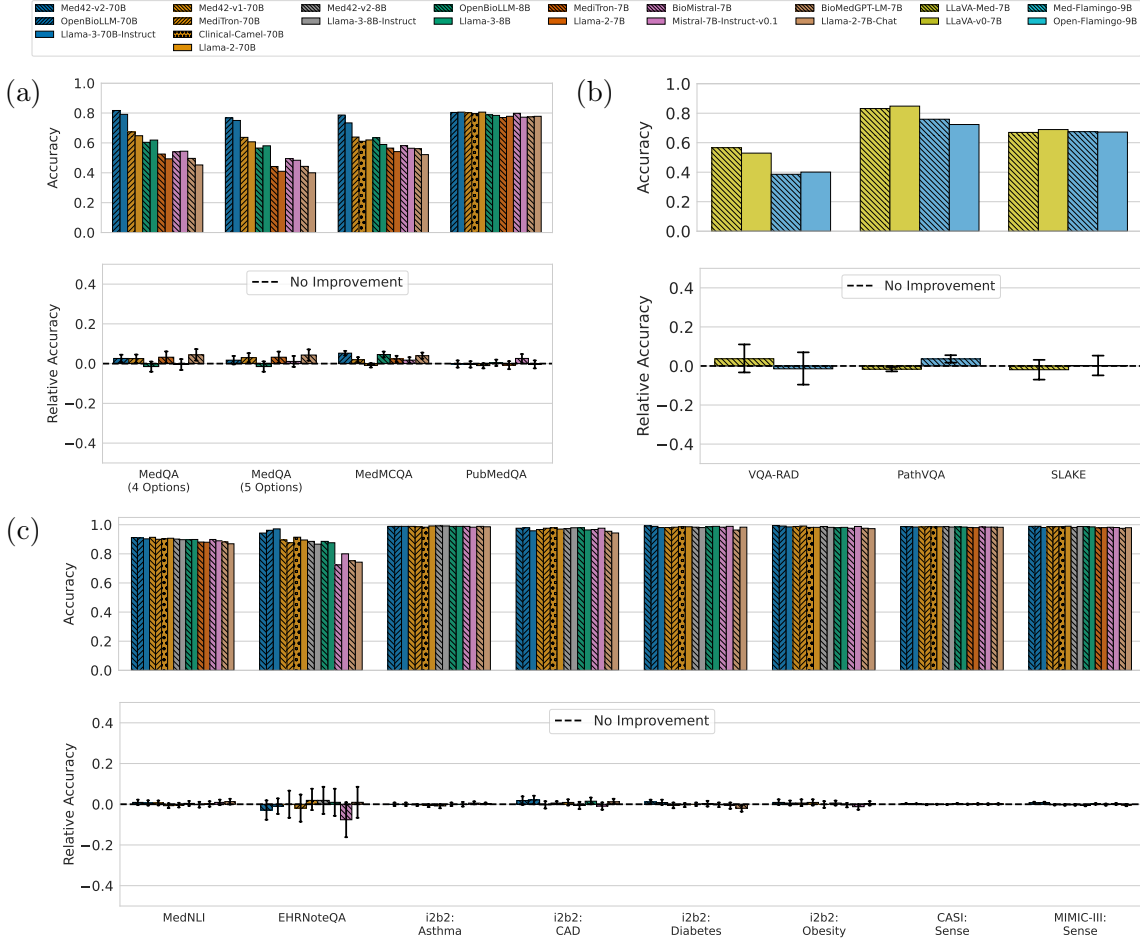 Med42-v2-70B Med42-v1-70B Med42-v2-8B OpenBioLLM-8B MediTron-7B BioMistral-7B BioMedGPT-LM-7B LLaVA-Med-7B Med-Flamingo-9B
OpenBioLLM-70B MediTron-70B Llama-3-8B-Instruct Llama-3-8B Llama-2-7B Mistral-7B-Instruct-v0.1 Llama-2-7B-Chat LLaVA-v0-7B Open-Flamingo-9B
Llama-3-70B-Instruct Clinical-Camel-70B
Llama-2-70B
(a)
Accuracy
1.0
0.8
0.6
0.4
0.2
0.0
Relative Accuracy
No Improvement
0.4
0.2
0.0
−0.2
−0.4
MedQA MedQA MedMCQA PubMedQA
(4 Options) (5 Options)
(b)
Accuracy
1.0
0.8
0.6
0.4
0.2
0.0
Relative Accuracy
No Improvement
0.4
0.2
0.0
−0.2
−0.4
VQA-RAD PathVQA SLAKE
(c)
Accuracy
1.0
0.8
0.6
0.4
0.2
0.0
Relative Accuracy
No Improvement
0.4
0.2
0.0
−0.2
−0.4
MedNLI EHRNoteQA i2b2: i2b2: i2b2: i2b2: CASI: MIMIC-III:
Asthma CAD Diabetes Obesity Sense Sense